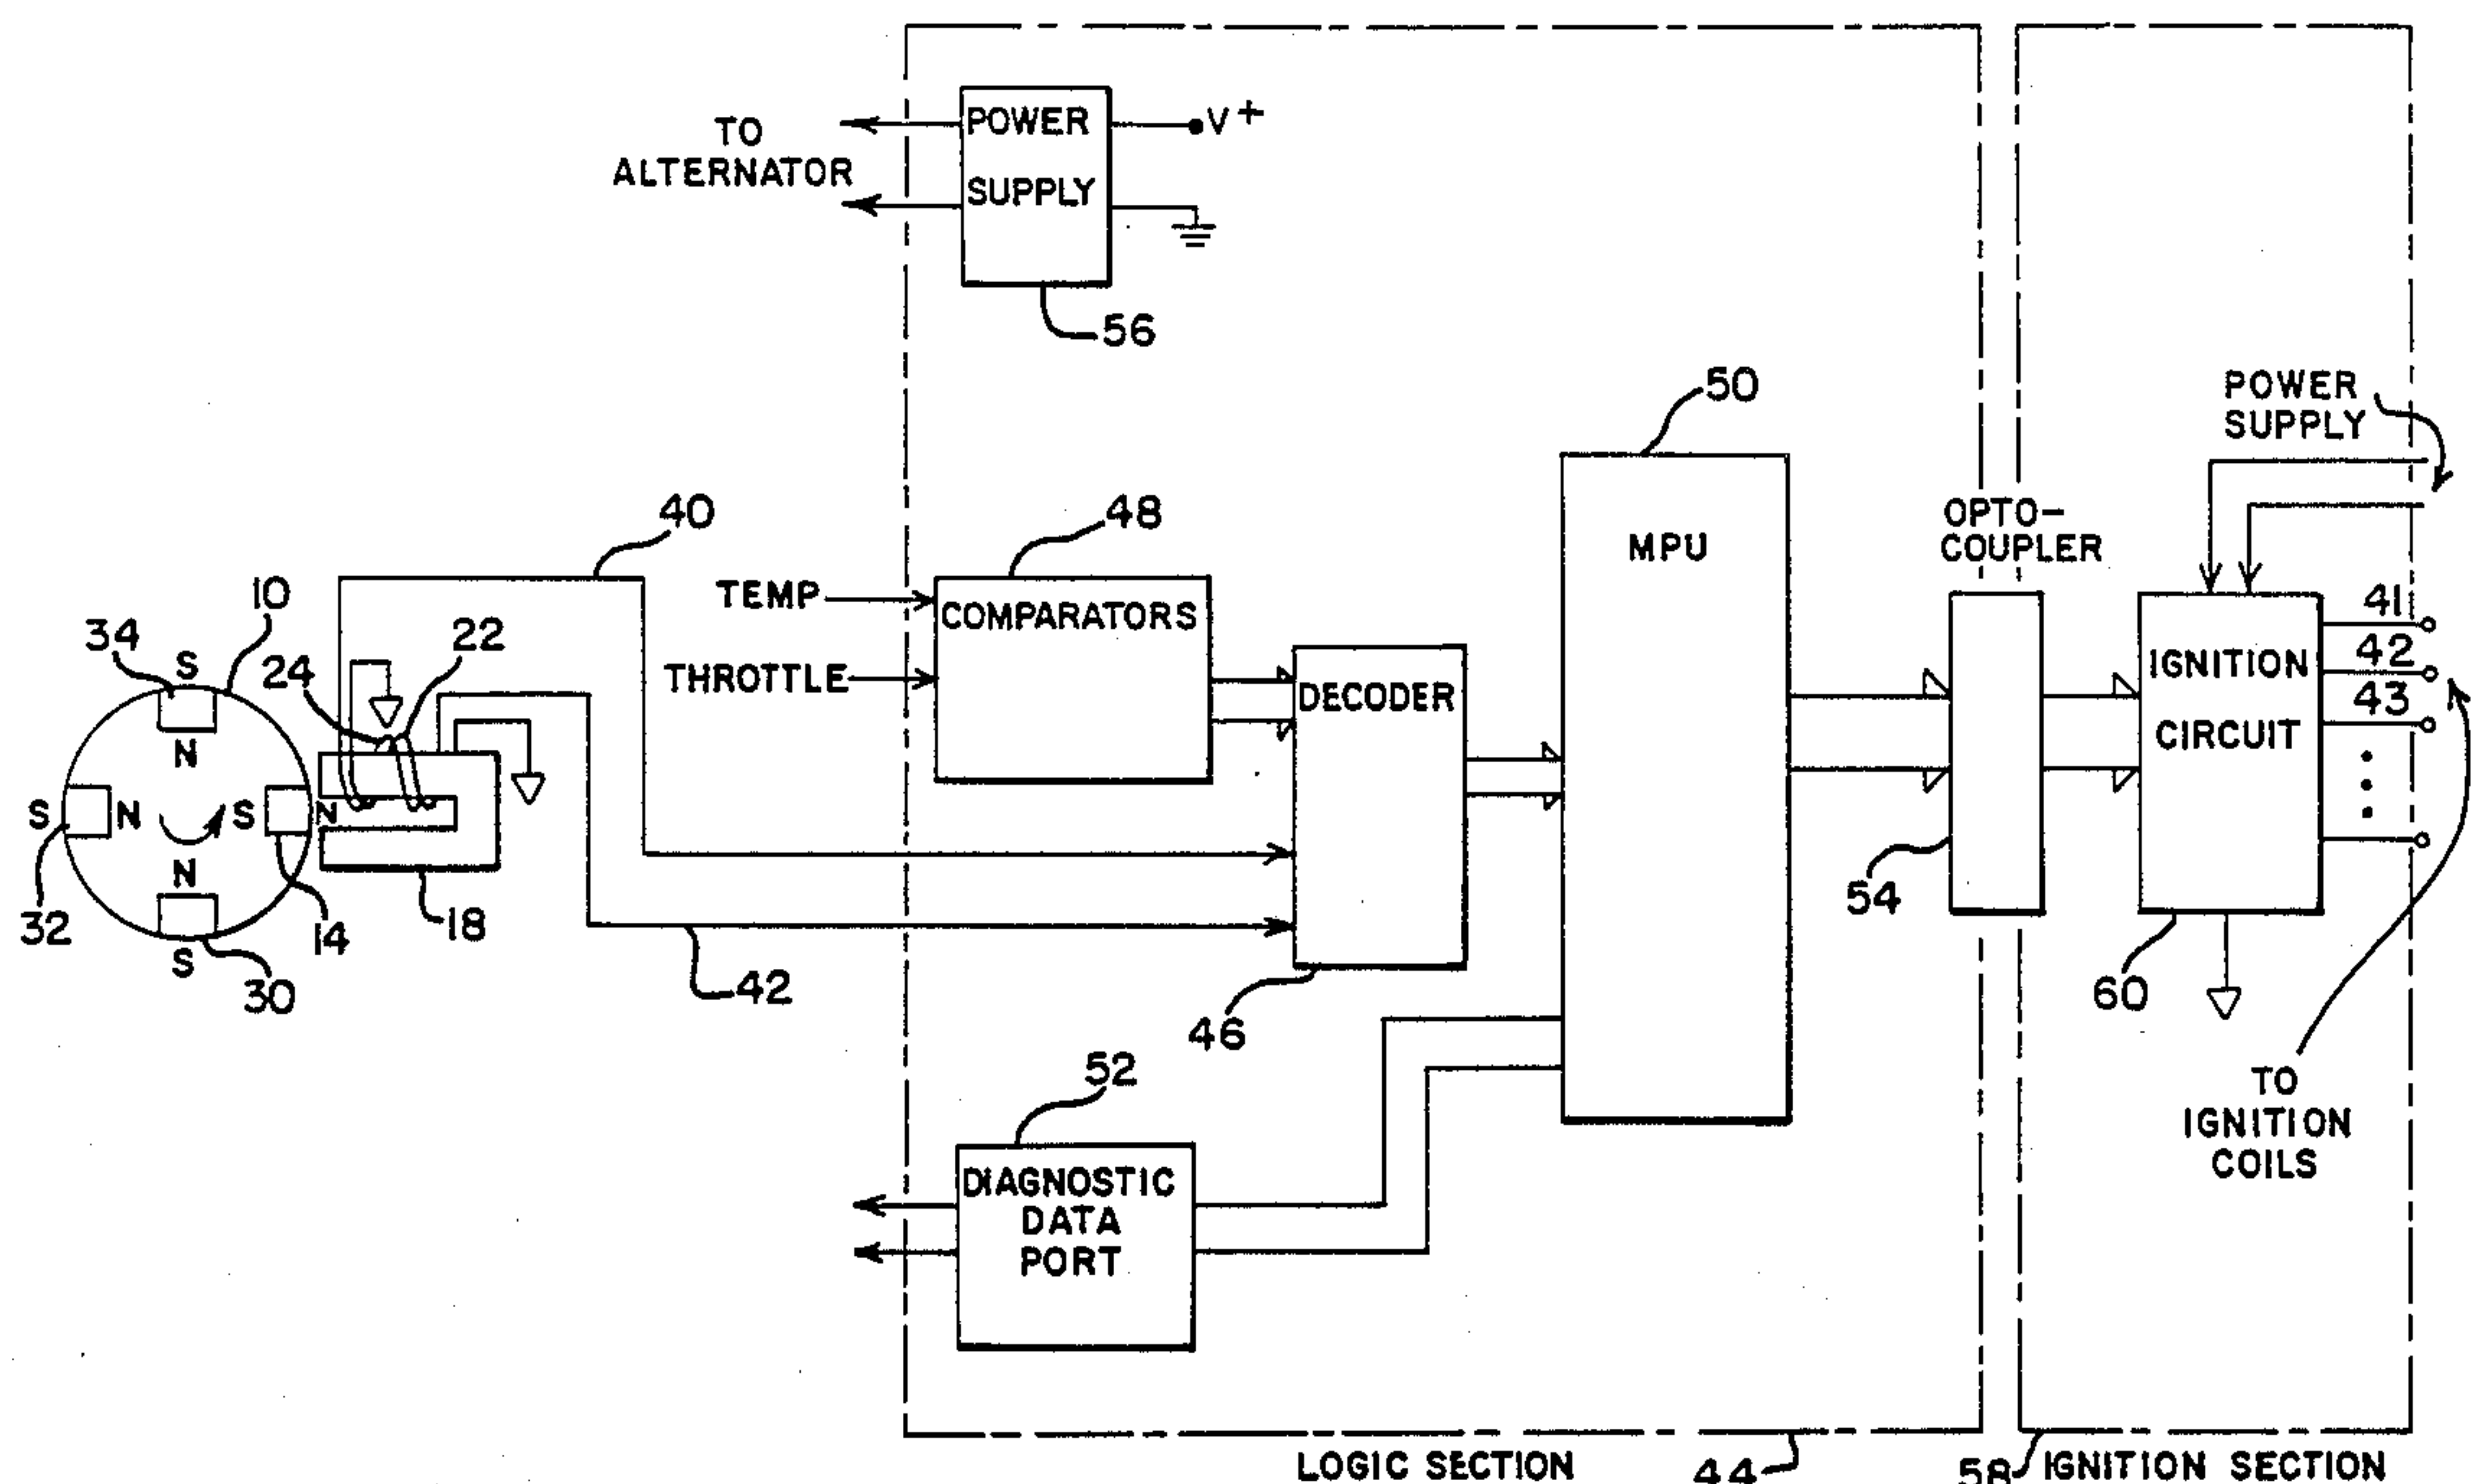 TO
ALTERNATOR
POWER
SUPPLY
V+
56
50
POWER
SUPPLY
40
48
OPTO-
COUPLER
MPU
TEMP
COMPARATORS
THROTTLE
DECODER
10
34
S
24
22
N
S
N
S
N
N
S
32
14
18
30
42
46
54
IGNITION
CIRCUIT
41
42
43
60
TO
IGNITION
COILS
52
DIAGNOSTIC
DATA
PORT
LOGIC SECTION
44
58
IGNITION SECTION